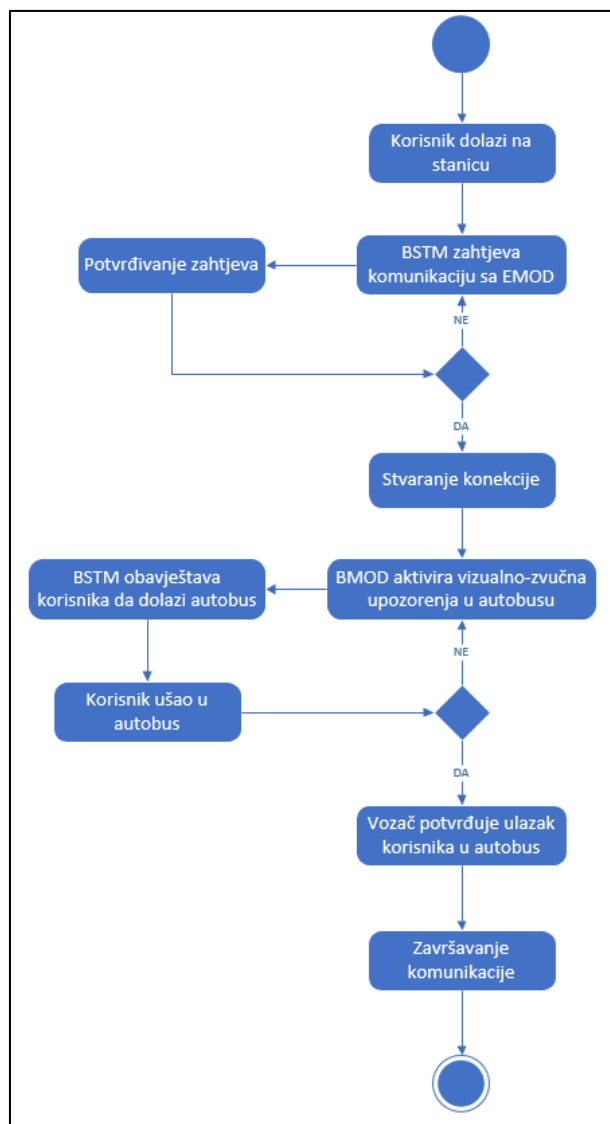 Korisnik dolazi na
stanicu
BSTM zahtjeva
komunikaciju sa EMOD
Potvrđivanje zahtjeva
NE
DA
Stvaranje konekcije
BMOD aktivira vizualno-zvučna
upozorenja u autobusu
BSTM obavještava
korisnika da dolazi autobus
Korisnik ušao u
autobus
NE
DA
Vozač potvrđuje ulazak
korisnika u autobus
Završavanje
komunikacije